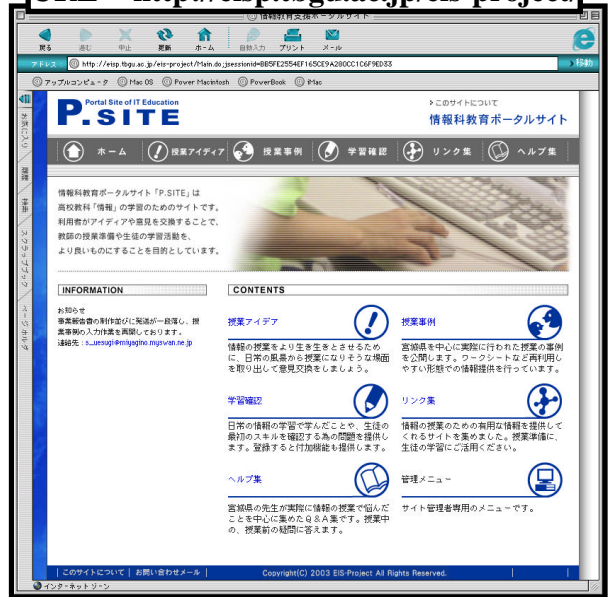 URL http://eisp.tbgu.ac.jp/eis-project/
情報科教育支援ポータルサイト
戻る 進む 中止 更新 ホーム 自動入力 プリント メール
アドレス http://eisp.tbgu.ac.jp/eis-project/Main.do;jsessionid=BB5FE2554EF165CE9A280CC1C6F9ED33 移動
アップルコンピュータ Mac OS Power Macintosh PowerBook iMac
お気に入り
履歴
検索
スクラップブック
ページホルダ
Portal Site of IT Education
P.SITE
このサイトについて
情報科教育ポータルサイト
ホーム 授業アイディア 授業事例 学習確認 リンク集 ヘルプ集
情報科教育ポータルサイト「P.SITE」は
高校教科「情報」の学習のためのサイトです。
利用者がアイディアや意見を交換することで、
教師の授業準備や生徒の学習活動を、
より良いものにすることを目的としています。
INFORMATION
お知らせ
事業報告書の制作並びに発送が一段落し、授
業事例の入力作業を再開しております。
連絡先：s_uesugi@miyagino.myswan.ne.jp
CONTENTS
授業アイデア
情報の授業をより生き生きとさせるため
に、日常の風景から授業になりそうな場面
を取り出して意見交換をしましょう。
授業事例
宮城県を中心に実際に行われた授業の事例
を公開します。ワークシートなど再利用し
やすい形態での情報提供を行っています。
学習確認
日常の情報の学習で学んだことや、生徒の
最初のスキルを確認する為の問題を提供し
ます。登録すると付加機能も提供します。
リンク集
情報の授業のための有用な情報を提供して
くれるサイトを集めました。授業準備に、
生徒の学習にご活用ください。
ヘルプ集
宮城県の先生が実際に情報の授業で悩んだ
ことを中心に集めたQ&A集です。授業中
の、授業前の疑問に答えます。
管理メニュー
サイト管理者専用のメニューです。
このサイトについて | お問い合わせメール | Copyright(C) 2003 EIS-Project All Rights Reserved.
インターネットゾーン